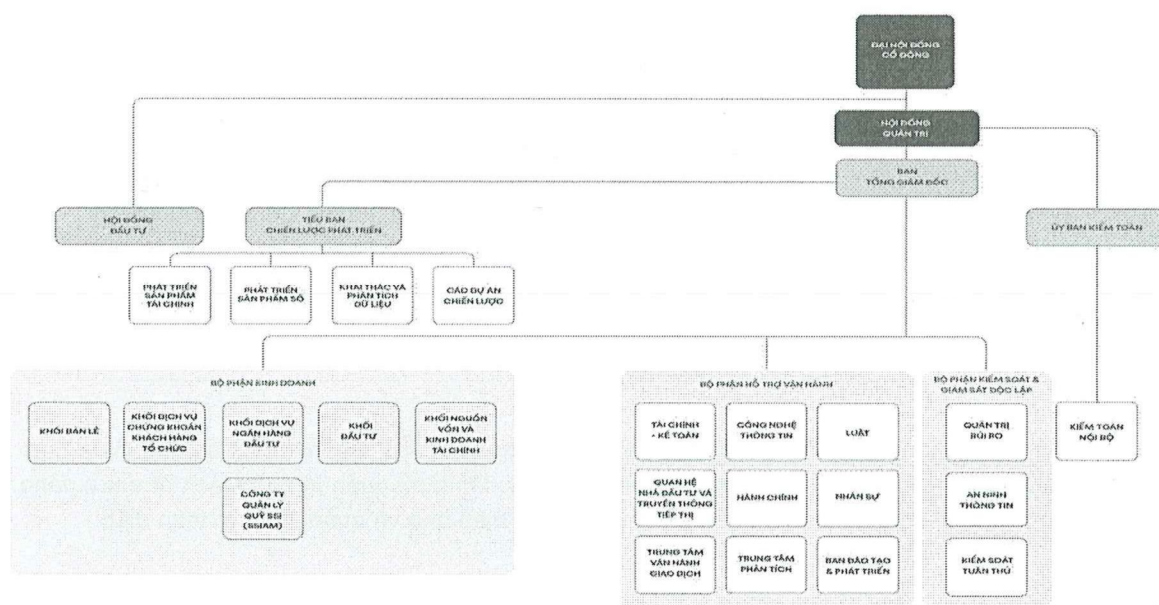 ĐẠI HỘI ĐỒNG
CỔ ĐÔNG
HỘI ĐỒNG
QUẢN TRỊ
BAN
TỔNG GIÁM ĐỐC
HỘI ĐỒNG
ĐẦU TƯ
TIỂU BAN
CHIẾN LƯỢC PHÁT TRIỂN
ỦY BAN KIỂM TOÁN
PHÁT TRIỂN
SẢN PHẨM
TÀI CHÍNH
PHÁT TRIỂN
SẢN PHẨM SỐ
KHAI THÁC VÀ
PHÂN TÍCH
DỮ LIỆU
CÁC DỰ ÁN
CHIẾN LƯỢC
BỘ PHẬN KINH DOANH
KHỐI BÁN LẺ
KHỐI DỊCH VỤ
CHỨNG KHOÁN
KHÁCH HÀNG
TỔ CHỨC
KHỐI DỊCH VỤ
NGÂN HÀNG
ĐẦU TƯ
KHỐI
ĐẦU TƯ
KHỐI NGUỒN
VỐN VÀ
KINH DOANH
TÀI CHÍNH
CÔNG TY
QUẢN LÝ
QUỸ SSI
(SSIAM)
BỘ PHẬN HỖ TRỢ VẬN HÀNH
TÀI CHÍNH
- KẾ TOÁN
CÔNG NGHỆ
THÔNG TIN
LUẬT
QUAN HỆ
NHÀ ĐẦU TƯ VÀ
TRUYỀN THÔNG
TIẾP THỊ
HÀNH CHÍNH
NHÂN SỰ
TRUNG TÂM
VẬN HÀNH
GIAO DỊCH
TRUNG TÂM
PHÂN TÍCH
BAN ĐÀO TẠO
& PHÁT TRIỂN
BỘ PHẬN KIỂM SOÁT &
GIÁM SÁT ĐỘC LẬP
QUẢN TRỊ
RỦI RO
AN NINH
THÔNG TIN
KIỂM SOÁT
TUÂN THỦ
KIỂM TOÁN
NỘI BỘ